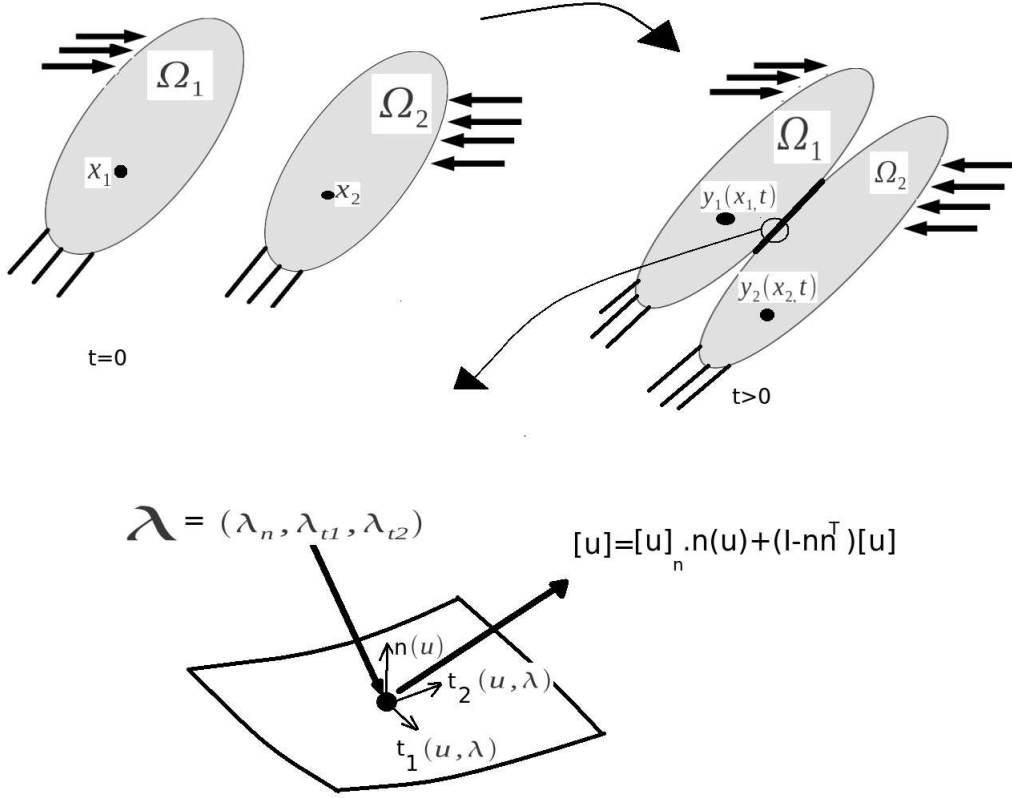 Ω₁
Ω₂
x₁
x₂
t=0
Ω₁
Ω₂
y₁(x₁,t)
y₂(x₂,t)
t>0
λ = (λₙ, λₜ₁, λₜ₂)
[u]=[u]ₙ.n(u)+(I-nnᵀ)[u]
n(u)
t₂(u,λ)
t₁(u,λ)